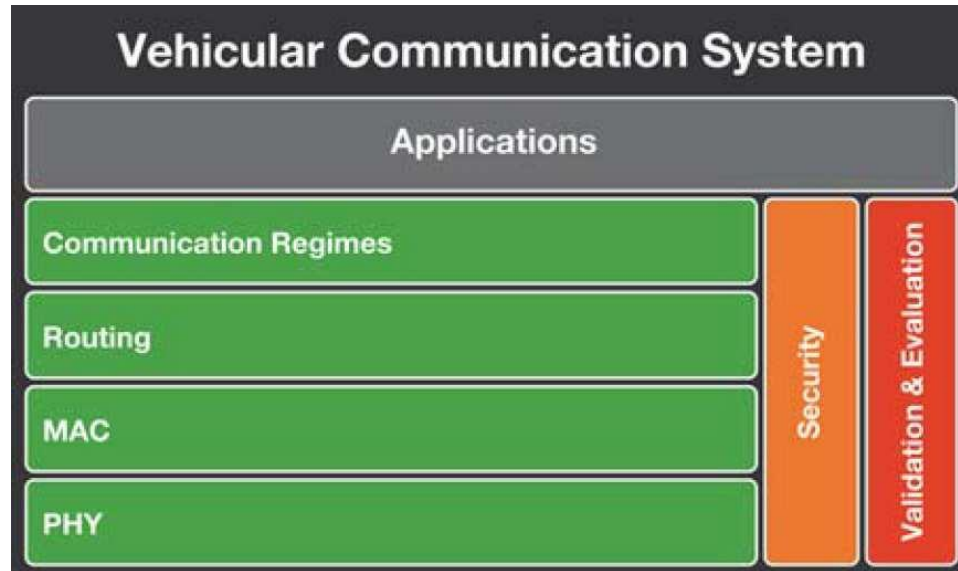 Vehicular Communication System
Applications
Communication Regimes
Routing
MAC
PHY
Security
Validation & Evaluation